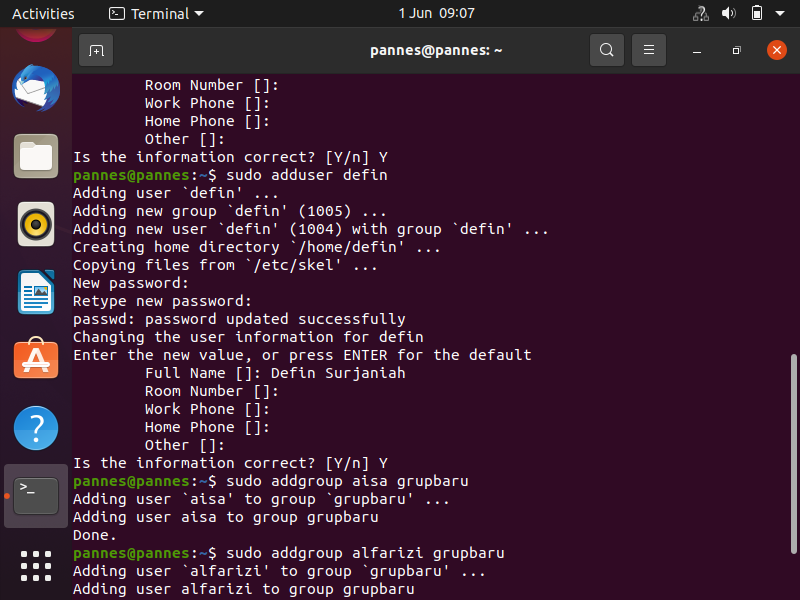 Activities Terminal 1 Jun 09:07
pannes@pannes: ~
Room Number []:
Work Phone []:
Home Phone []:
Other []:
Is the information correct? [Y/n] Y
pannes@pannes:~$ sudo adduser defin
Adding user `defin' ...
Adding new group `defin' (1005) ...
Adding new user `defin' (1004) with group `defin' ...
Creating home directory `/home/defin' ...
Copying files from `/etc/skel' ...
New password:
Retype new password:
passwd: password updated successfully
Changing the user information for defin
Enter the new value, or press ENTER for the default
Full Name []: Defin Surjaniah
Room Number []:
Work Phone []:
Home Phone []:
Other []:
Is the information correct? [Y/n] Y
pannes@pannes:~$ sudo addgroup aisa grupbaru
Adding user `aisa' to group `grupbaru' ...
Adding user aisa to group grupbaru
Done.
pannes@pannes:~$ sudo addgroup alfarizi grupbaru
Adding user `alfarizi' to group `grupbaru' ...
Adding user alfarizi to group grupbaru